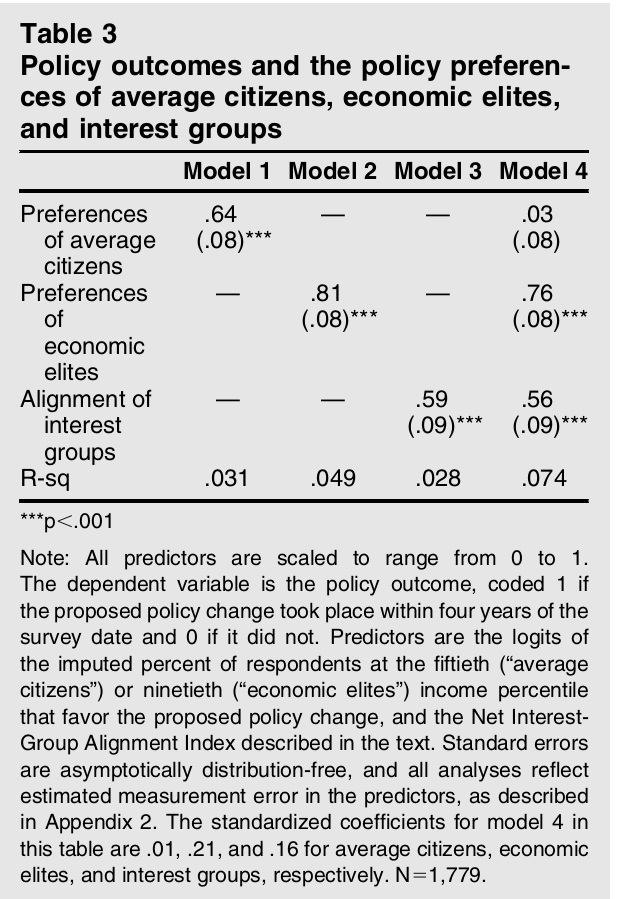 Table 3
Policy outcomes and the policy preferen-
ces of average citizens, economic elites,
and interest groups
Model 1 Model 2 Model 3 Model 4
Preferences .64 — — .03
of average (.08)*** (.08)
citizens
Preferences — .81 — .76
of (.08)*** (.08)***
economic
elites
Alignment of — — .59 .56
interest (.09)*** (.09)***
groups
R-sq .031 .049 .028 .074
***p<.001
Note: All predictors are scaled to range from 0 to 1.
The dependent variable is the policy outcome, coded 1 if
the proposed policy change took place within four years of the
survey date and 0 if it did not. Predictors are the logits of
the imputed percent of respondents at the fiftieth (“average
citizens”) or ninetieth (“economic elites”) income percentile
that favor the proposed policy change, and the Net Interest-
Group Alignment Index described in the text. Standard errors
are asymptotically distribution-free, and all analyses reflect
estimated measurement error in the predictors, as described
in Appendix 2. The standardized coefficients for model 4 in
this table are .01, .21, and .16 for average citizens, economic
elites, and interest groups, respectively. N=1,779.